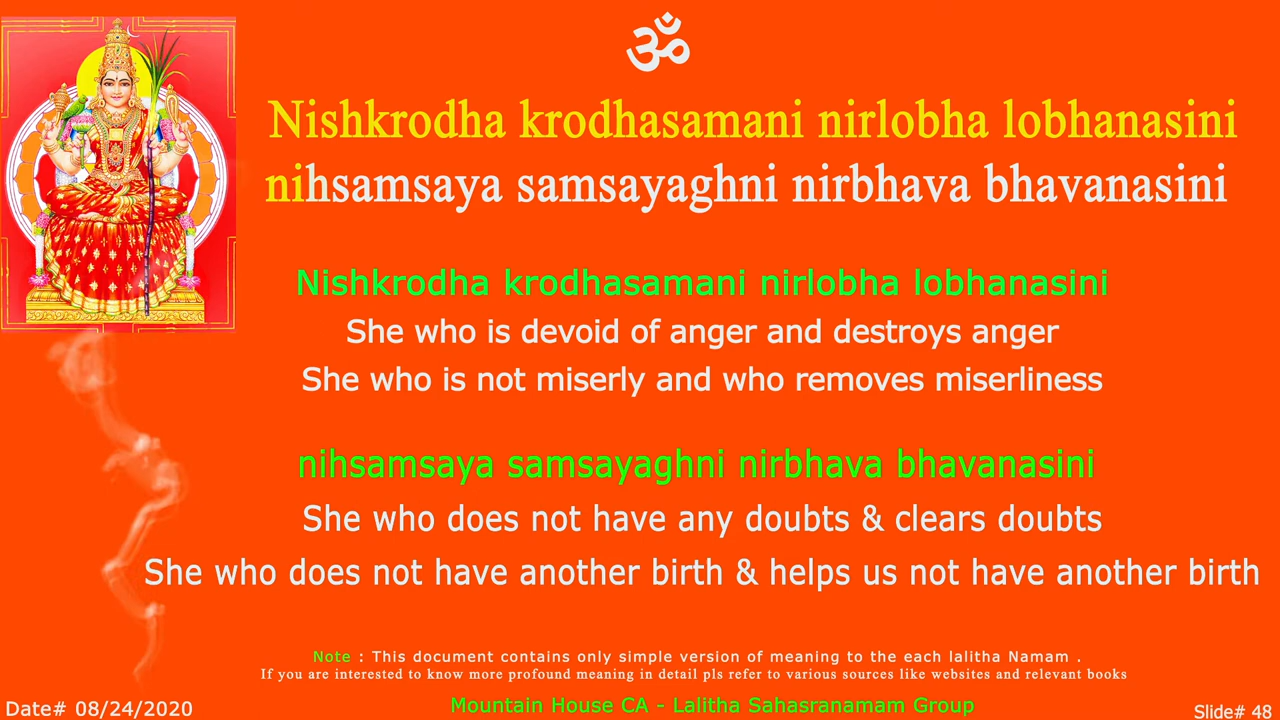 ॐ
Nishkrodha krodhasamani nirlobha lobhanasini
nihsamsaya samsayaghni nirbhava bhavanasini
Nishkrodha krodhasamani nirlobha lobhanasini
She who is devoid of anger and destroys anger
She who is not miserly and who removes miserliness
nihsamsaya samsayaghni nirbhava bhavanasini
She who does not have any doubts & clears doubts
She who does not have another birth & helps us not have another birth
Note : This document contains only simple version of meaning to the each lalitha Namam .
If you are interested to know more profound meaning in detail pls refer to various sources like websites and relevant books
Date# 08/24/2020
Mountain House CA - Lalitha Sahasranamam Group
Slide# 48